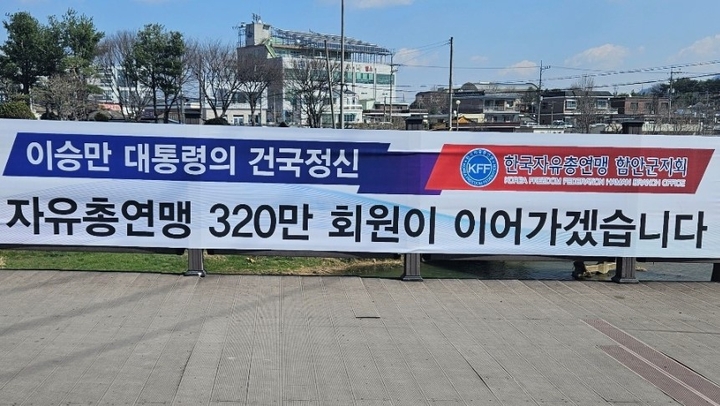 이승만 대통령의 건국정신
KFF
한국자유총연맹 함안군지회
KOREA FREEDOM FEDERATION HAMAN BRANCH OFFICE
자유총연맹 320만 회원이 이어가겠습니다